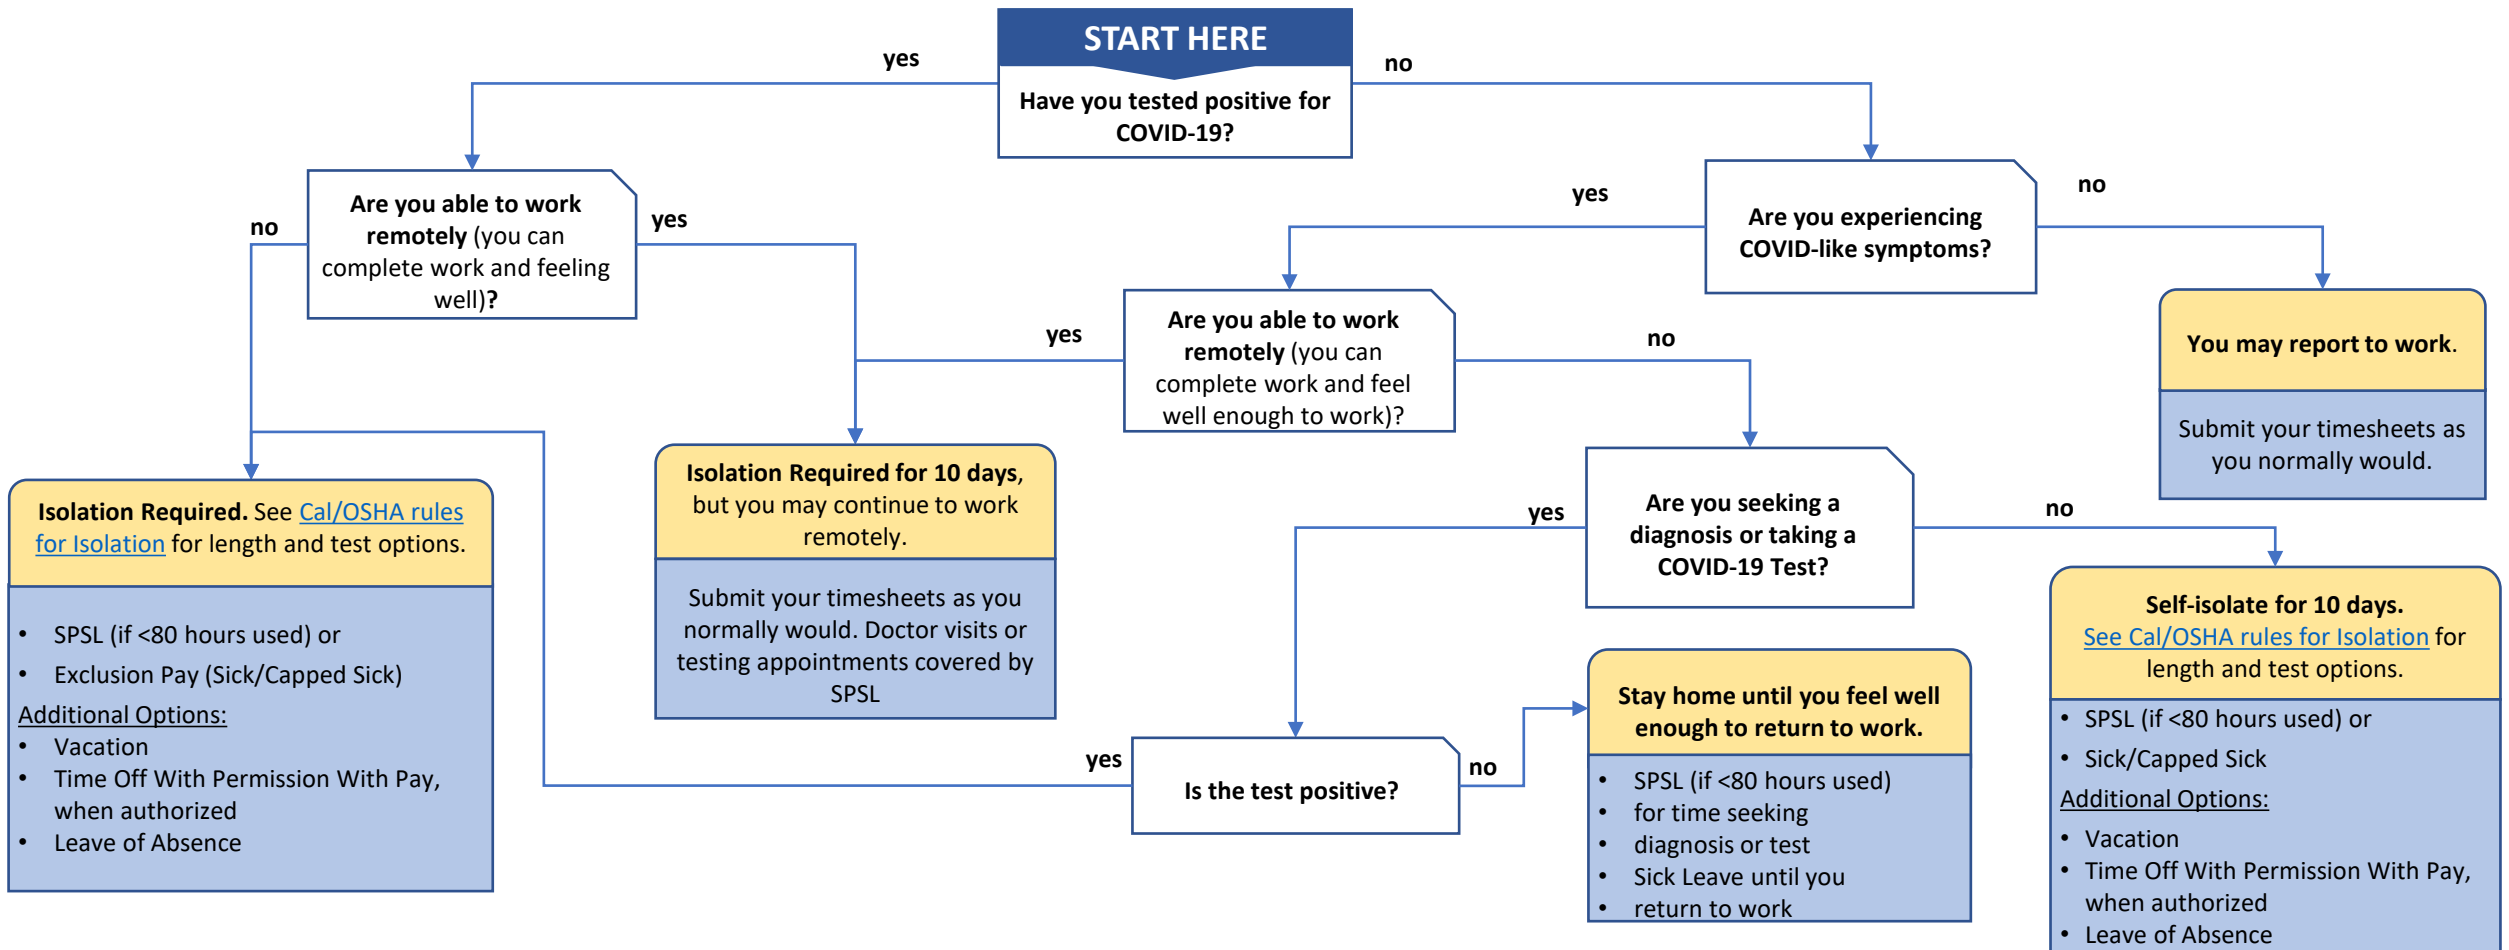 START HERE
yes
no
Have you tested positive for
COVID-19?
Are you able to work
remotely (you can
complete work and feeling
well)?
no
yes
Are you experiencing
COVID-like symptoms?
yes
no
Are you able to work
remotely (you can
complete work and feel
well enough to work)?
yes
no
You may report to work.
Submit your timesheets as
you normally would.
Isolation Required. See Cal/OSHA rules
for Isolation for length and test options.
• SPSL (if <80 hours used) or
• Exclusion Pay (Sick/Capped Sick)
Additional Options:
• Vacation
• Time Off With Permission With Pay,
when authorized
• Leave of Absence
Isolation Required for 10 days,
but you may continue to work
remotely.
Submit your timesheets as you
normally would. Doctor visits or
testing appointments covered by
SPSL
Are you seeking a
diagnosis or taking a
COVID-19 Test?
yes
no
Is the test positive?
yes
no
Stay home until you feel well
enough to return to work.
• SPSL (if <80 hours used)
• for time seeking
• diagnosis or test
• Sick Leave until you
• return to work
Self-isolate for 10 days.
See Cal/OSHA rules for Isolation for
length and test options.
• SPSL (if <80 hours used) or
• Sick/Capped Sick
Additional Options:
• Vacation
• Time Off With Permission With Pay,
when authorized
• Leave of Absence